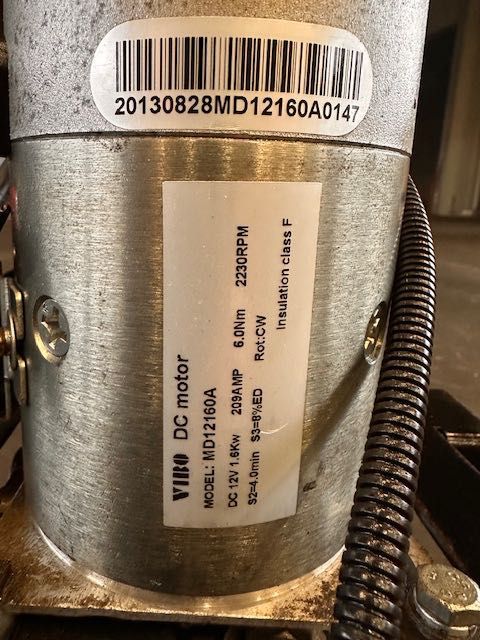 20130828MD12160A0147
VIBO DC motor
MODEL: MD12160A
DC 12V 1.6Kw 209AMP 6.0Nm 2230RPM
S2=4.0min S3=8%ED Rot:CW
Insulation class F